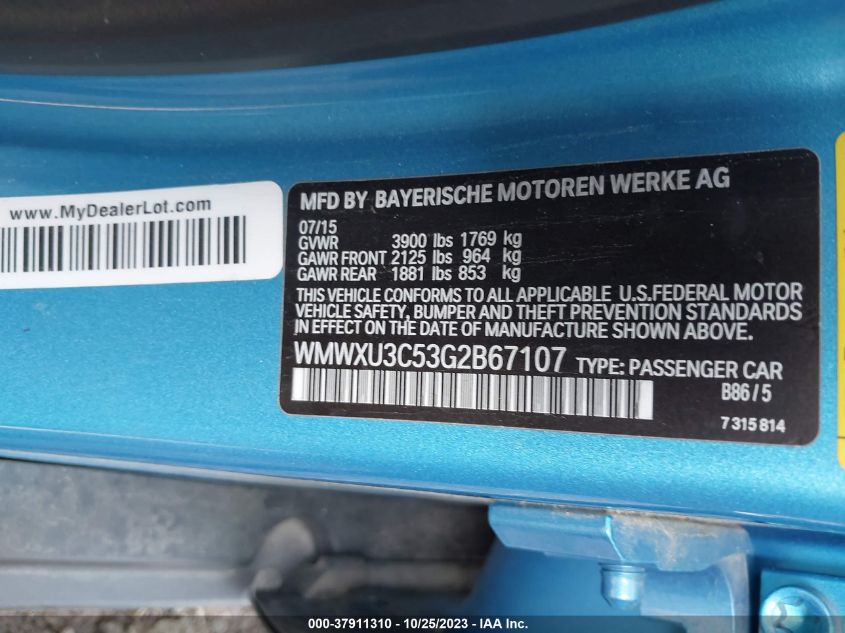 www.MyDealerLot.com
MFD BY BAYERISCHE MOTOREN WERKE AG
07/15
GVWR 3900 lbs 1769 kg
GAWR FRONT 2125 lbs 964 kg
GAWR REAR 1881 lbs 853 kg
THIS VEHICLE CONFORMS TO ALL APPLICABLE U.S.FEDERAL MOTOR
VEHICLE SAFETY, BUMPER AND THEFT PREVENTION STANDARDS
IN EFFECT ON THE DATE OF MANUFACTURE SHOWN ABOVE.
WMWXU3C53G2B67107 TYPE: PASSENGER CAR
B86/5
7315814
000-37911310 - 10/25/2023 - IAA Inc.